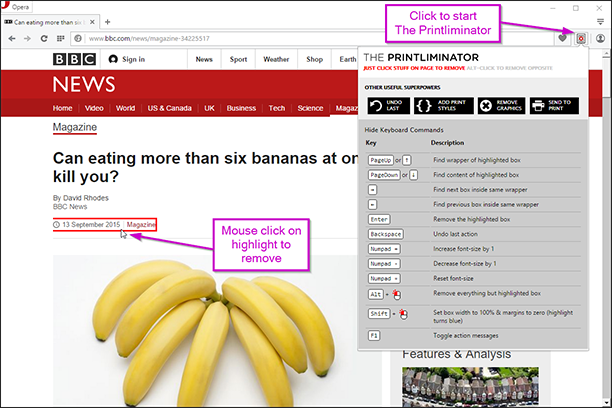 Opera
Can eating more than six ba
www.bbc.com/news/magazine-34225517
Click to start
The Printliminator
BBC
Sign in
News
Sport
Weather
Shop
Earth
NEWS
Home
Video
World
US & Canada
UK
Business
Tech
Science
Magaz
Magazine
Can eating more than six bananas at on
kill you?
By David Rhodes
BBC News
13 September 2015
Magazine
Mouse click on
highlight to
remove
THE PRINTLIMINATOR
JUST CLICK STUFF ON PAGE TO REMOVE ALT-CLICK TO REMOVE OPPOSITE
OTHER USEFUL SUPERPOWERS
UNDO LAST
ADD PRINT STYLES
REMOVE GRAPHICS
SEND TO PRINT
Hide Keyboard Commands
Key Description
PageUp or ↑ Find wrapper of highlighted box
PageDown or ↓ Find content of highlighted box
→ Find next box inside same wrapper
← Find previous box inside same wrapper
Enter Remove the highlighted box
Backspace Undo last action
Numpad + Increase font-size by 1
Numpad - Decrease font-size by 1
Numpad * Reset font-size
Alt + Remove everything but highlighted box
Shift + Set box width to 100% & margins to zero (highlight
turns blue)
F1 Toggle action messages
Features & Analysis